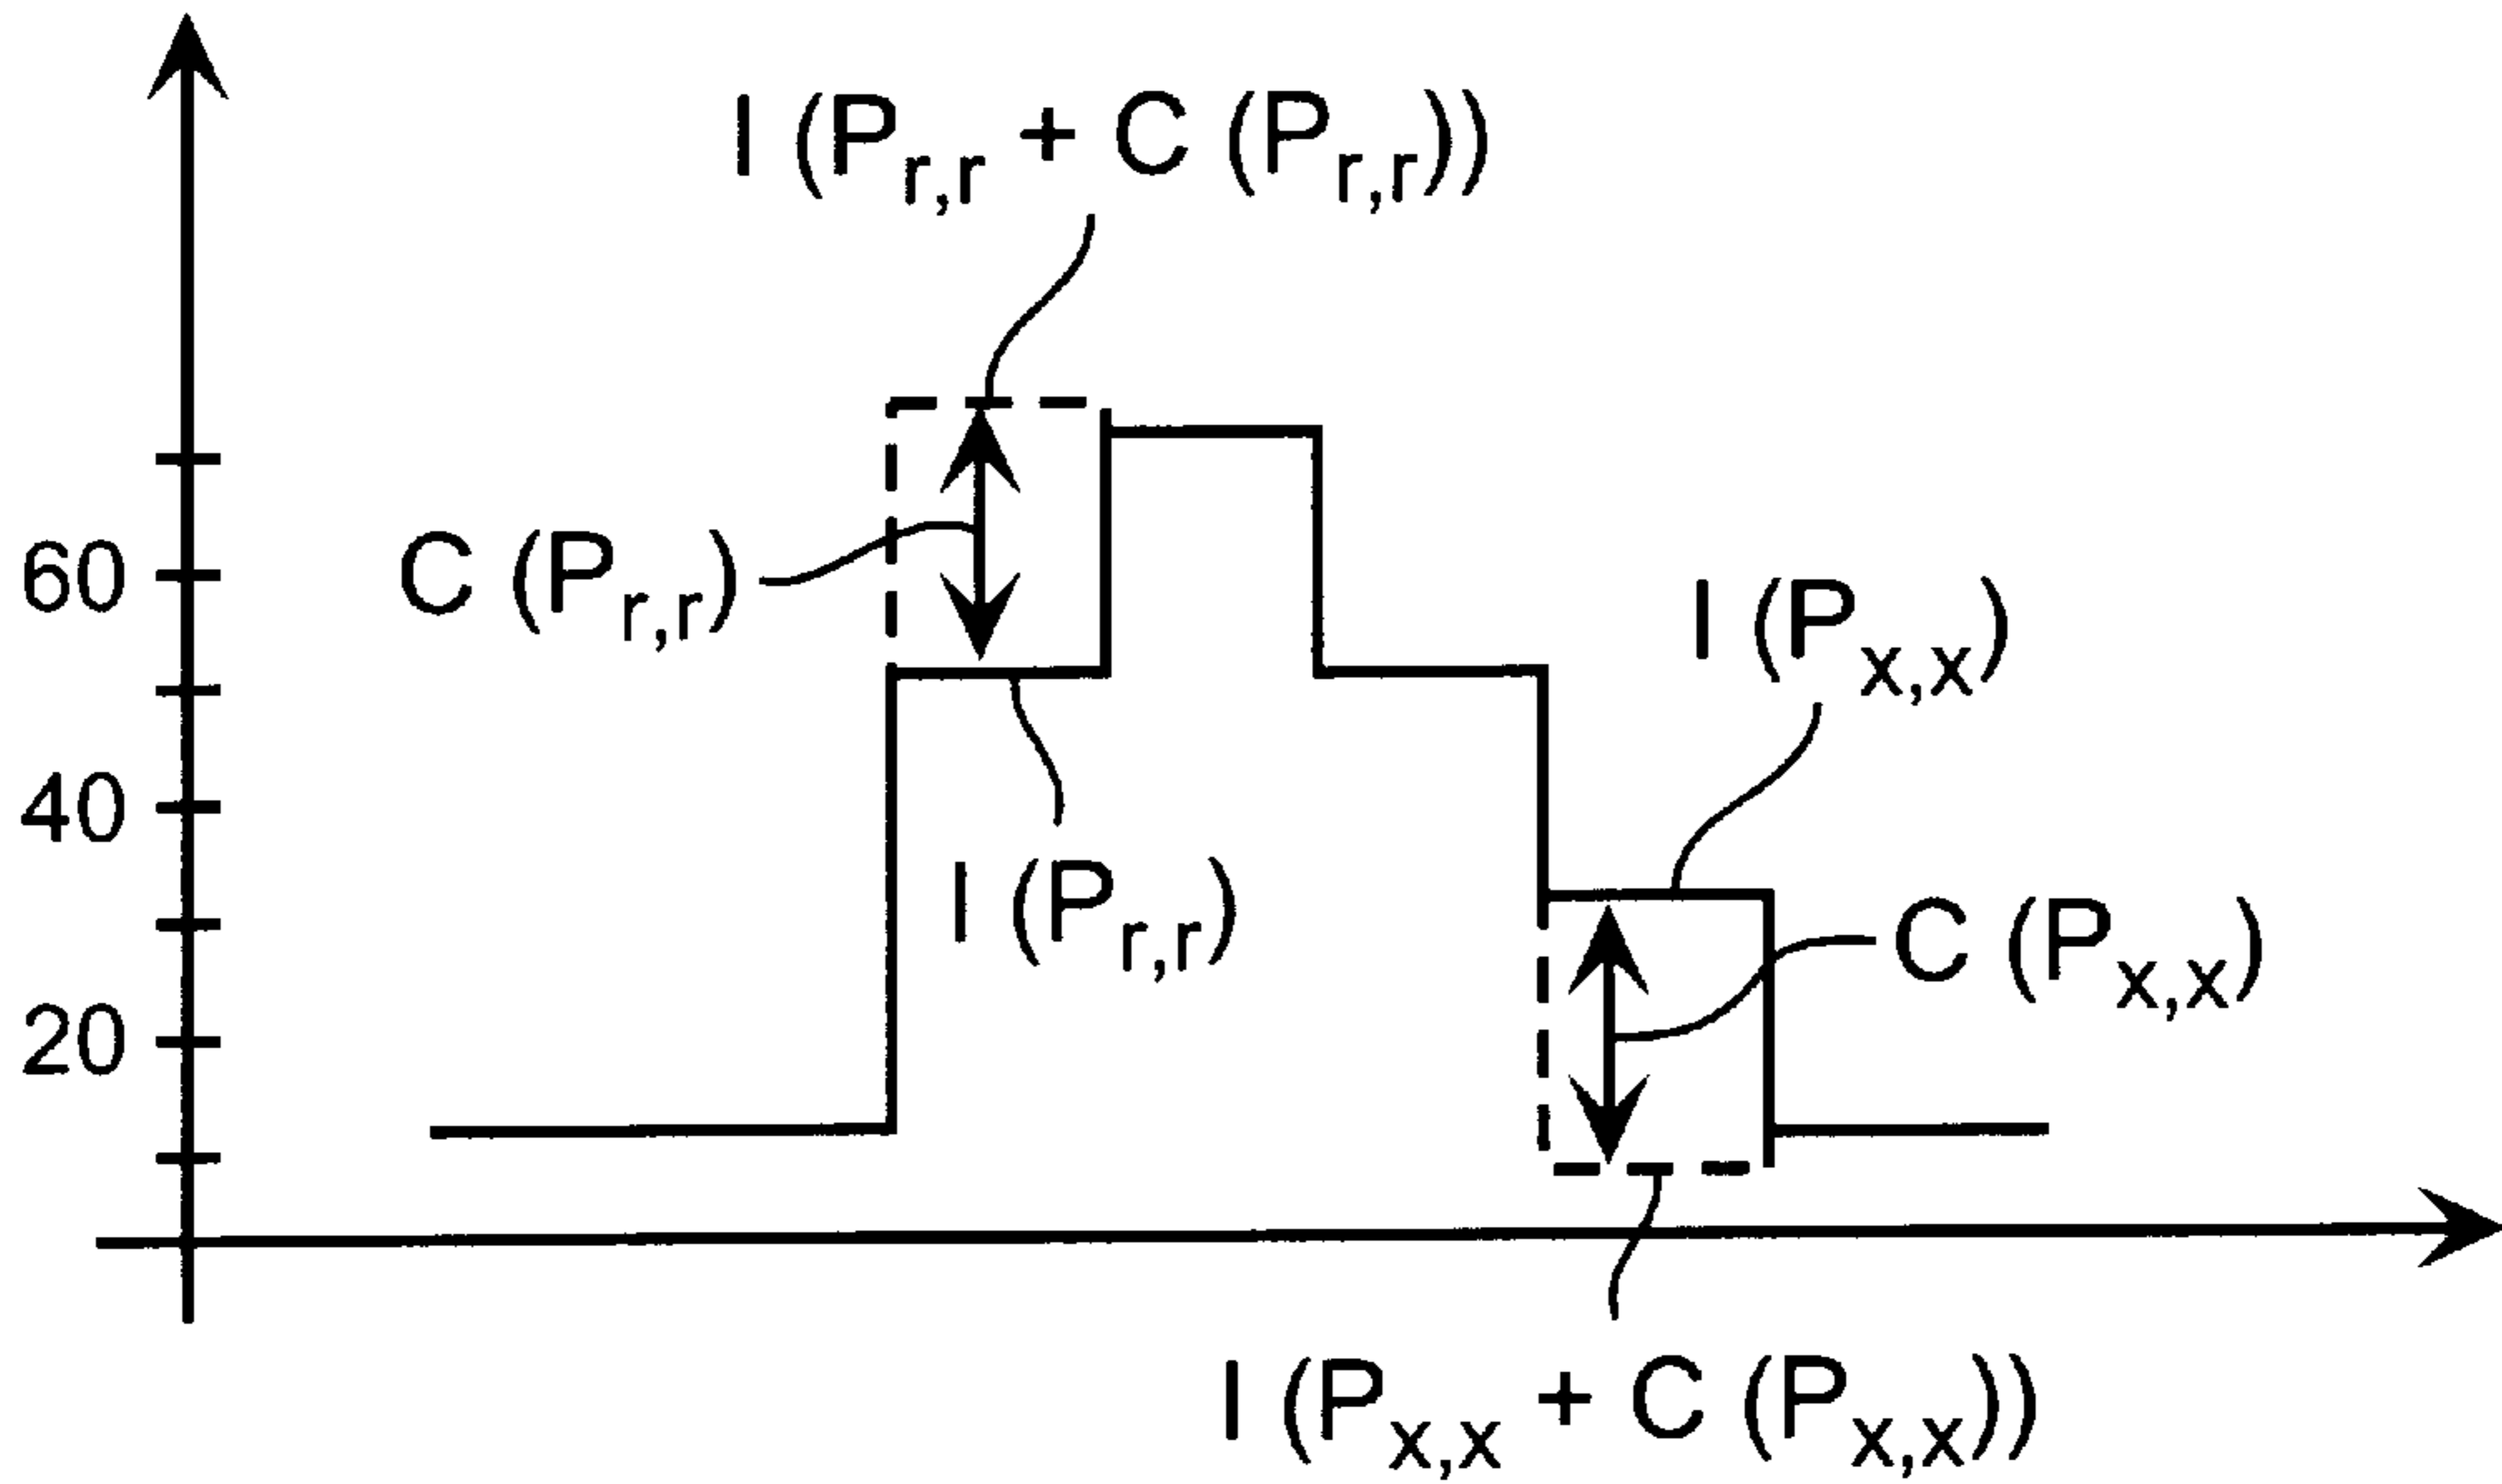 I (Pr,r + C (Pr,r))
60
C (Pr,r)
I (Px,x)
40
I (Pr,r)
C (Px,x)
20
I (Px,x + C (Px,x))